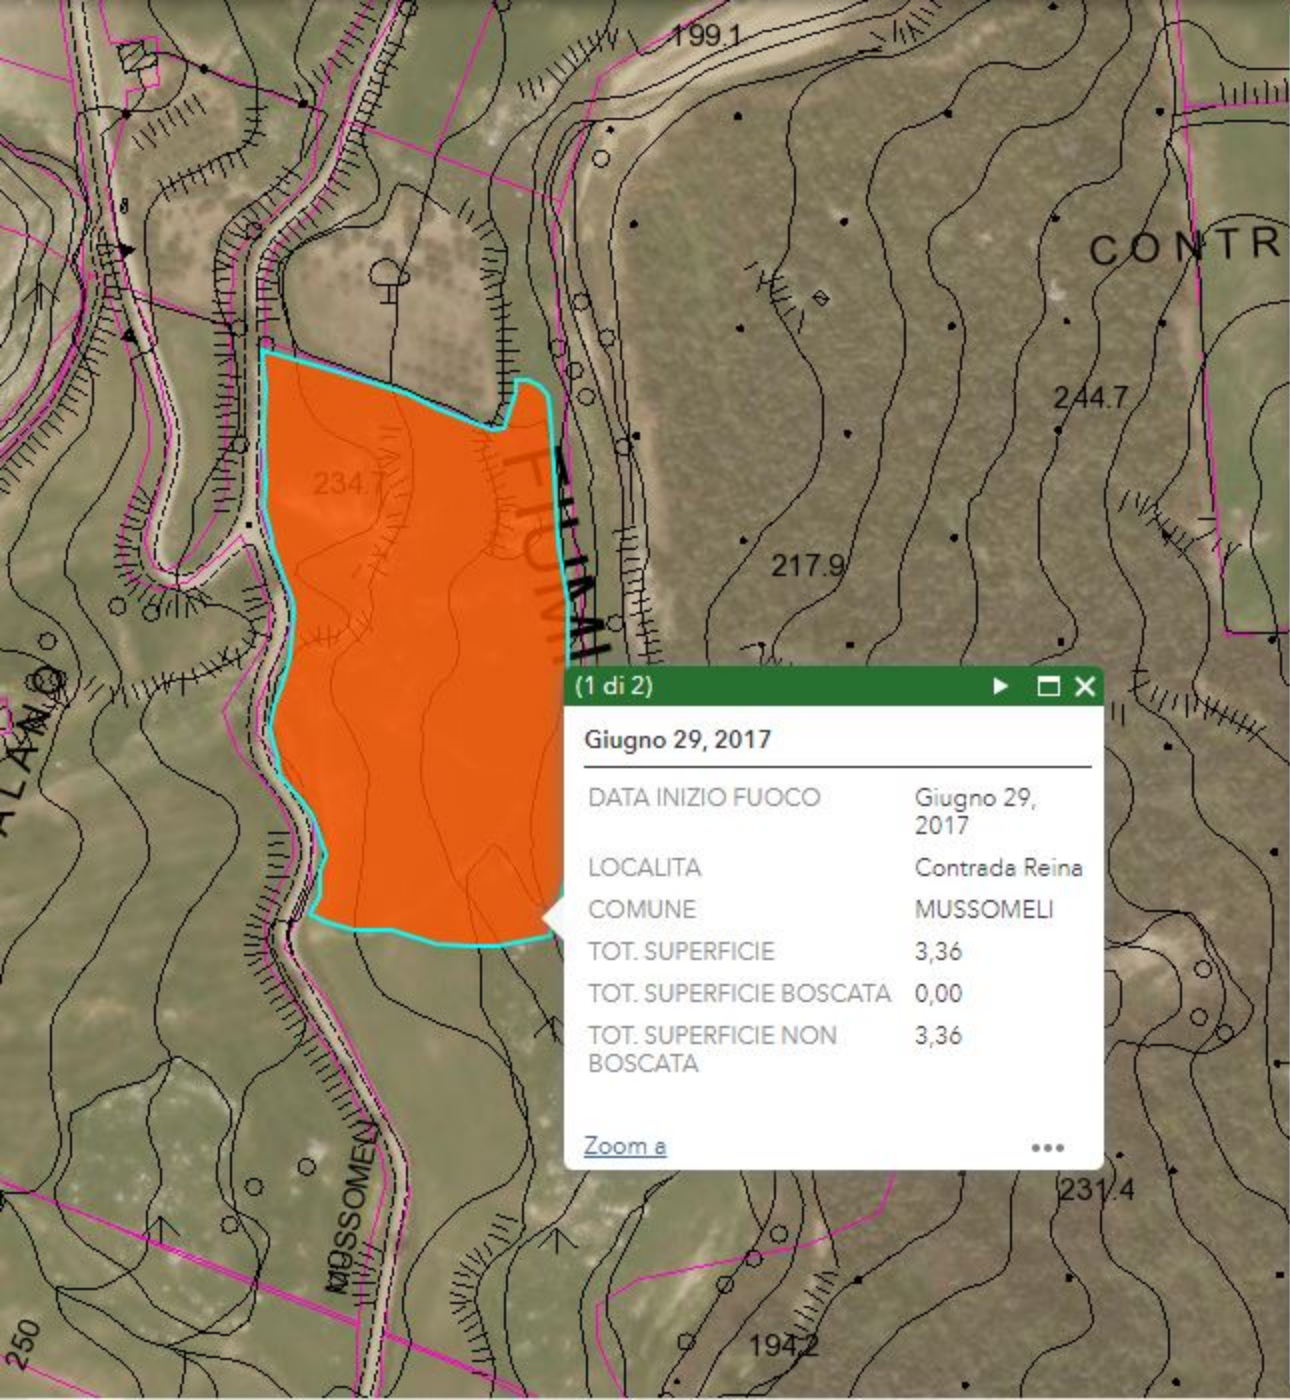 199.1
8
CONTR
244.7
234.7
FIUMI
217.9
ALANO
(1 di 2)
Giugno 29, 2017
DATA INIZIO FUOCO Giugno 29,
2017
LOCALITA Contrada Reina
COMUNE MUSSOMELI
TOT. SUPERFICIE 3,36
TOT. SUPERFICIE BOSCATA 0,00
TOT. SUPERFICIE NON 3,36
BOSCATA
Zoom a
231.4
250
194.2